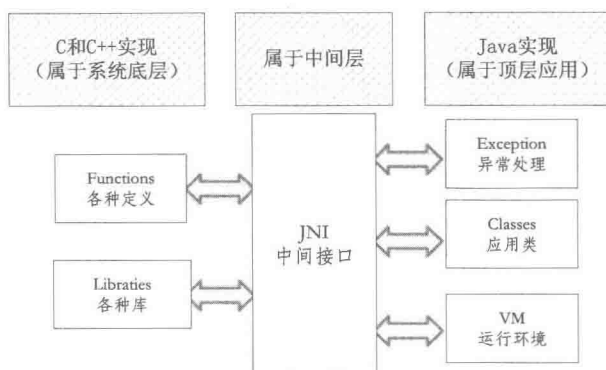 C和C++实现
（属于系统底层）
属于中间层
Java实现
（属于顶层应用）
Functions
各种定义
Libraties
各种库
JNI
中间接口
Exception
异常处理
Classes
应用类
VM
运行环境